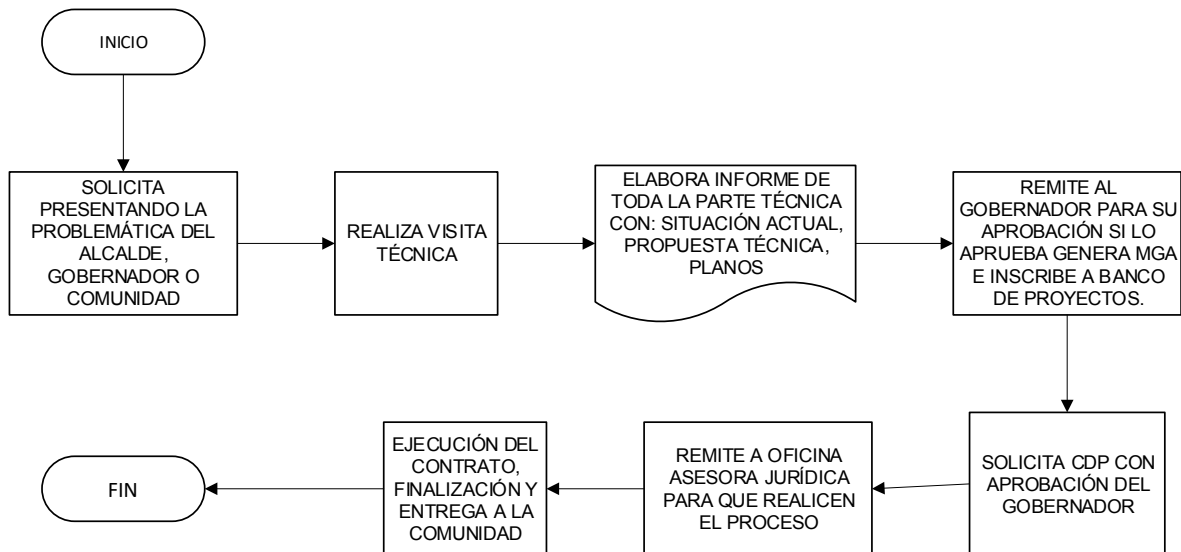 INICIO
SOLICITA
PRESENTANDO LA
PROBLEMÁTICA DEL
ALCALDE,
GOBERNADOR O
COMUNIDAD
REALIZA VISITA
TÉCNICA
ELABORA INFORME DE
TODA LA PARTE TÉCNICA
CON: SITUACIÓN ACTUAL,
PROPUESTA TÉCNICA,
PLANOS
REMITE AL
GOBERNADOR PARA SU
APROBACIÓN SI LO
APRUEBA GENERA MGA
E INSCRIBE A BANCO
DE PROYECTOS.
SOLICITA CDP CON
APROBACIÓN DEL
GOBERNADOR
REMITE A OFICINA
ASESORA JURÍDICA
PARA QUE REALICEN
EL PROCESO
EJECUCIÓN DEL
CONTRATO,
FINALIZACIÓN Y
ENTREGA A LA
COMUNIDAD
FIN